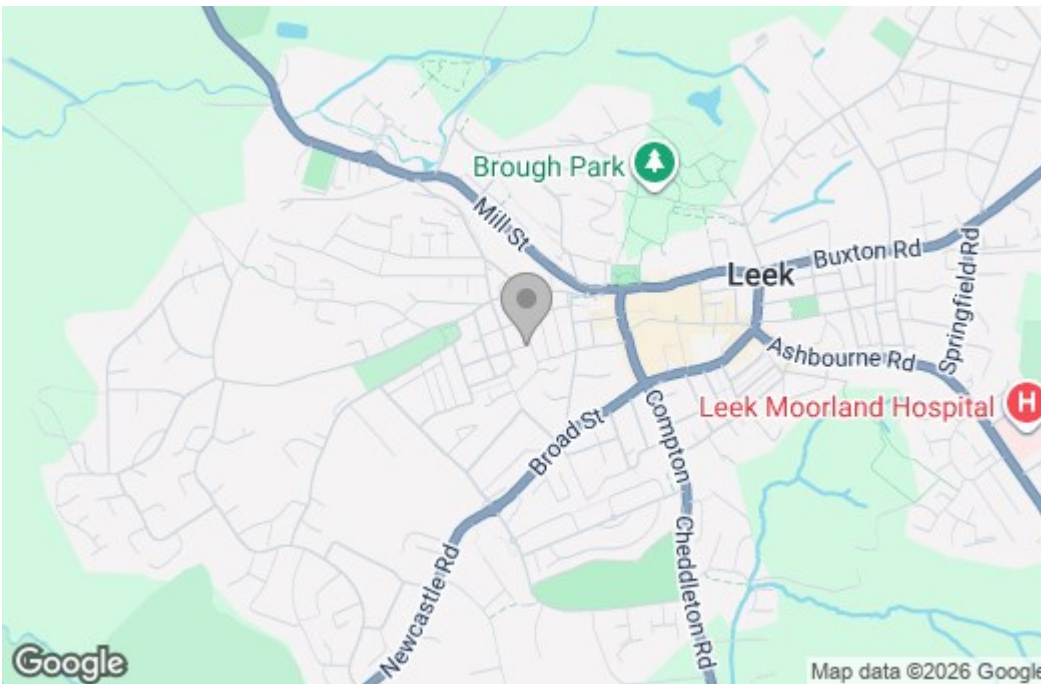 Brough Park
Mill St
Buxton Rd
Leek
Springfield Rd
Ashbourne Rd
Leek Moorland Hospital
H
Compton
Broad St
Cheddleton Rd
Newcastle Rd
Google
Map data ©2026 Google